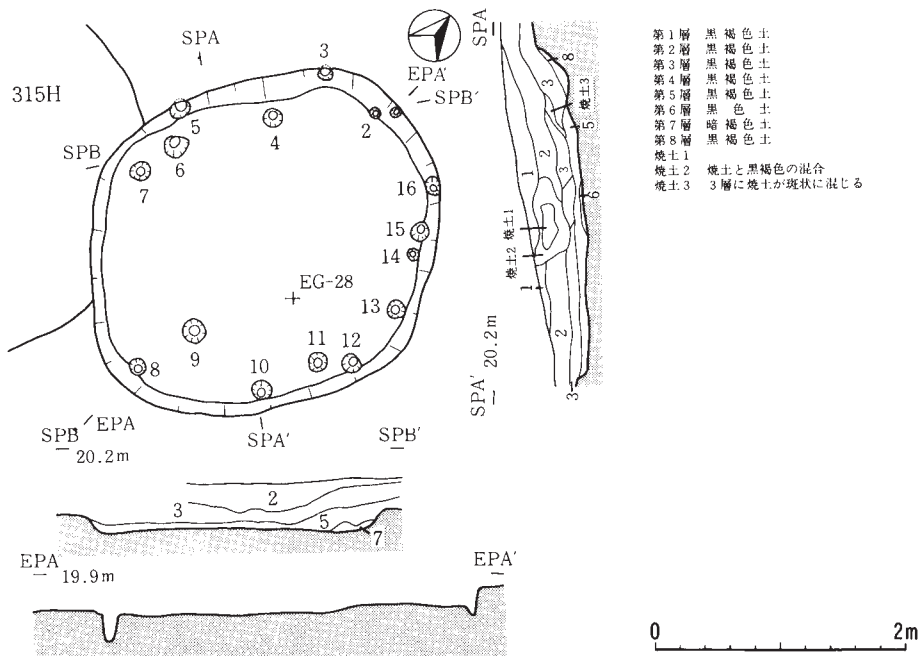 SPA
3
EPA'
SPB'
315H
5
4
2
6
SPB
7
16
15
14
EG-28
13
9
11
12
10
8
EPA
SPA'
SPB
SPB'
20.2m
2
3
5
7
EPA
19.9m
EPA'
SPA
8
3
焼土3
5
2
3
1
6
焼土1
焼土2
1
2
20.2m
SPA'
3
第1層 黒褐色土
第2層 黒褐色土
第3層 黒褐色土
第4層 黒褐色土
第5層 黒褐色土
第6層 黒色土
第7層 暗褐色土
第8層 黒褐色土
焼土1
焼土2 焼土と黒褐色の混合
焼土3 3層に焼土が斑状に混じる
0 2m